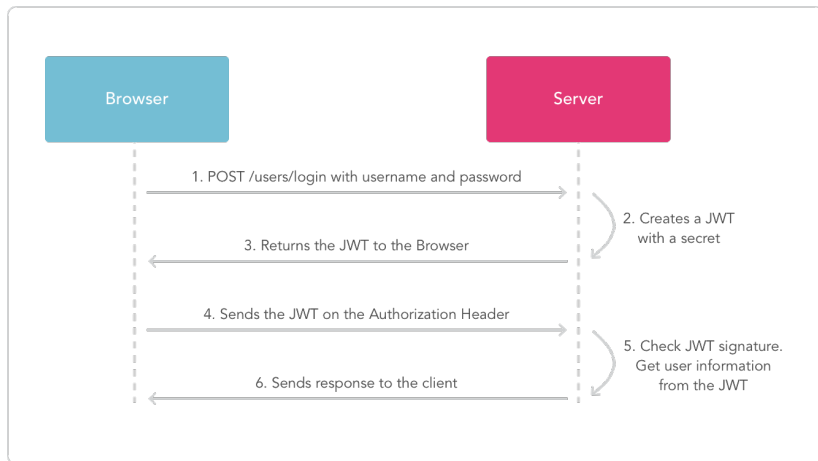 Browser
Server
1. POST /users/login with username and password
2. Creates a JWT
with a secret
3. Returns the JWT to the Browser
4. Sends the JWT on the Authorization Header
5. Check JWT signature.
Get user information
from the JWT
6. Sends response to the client